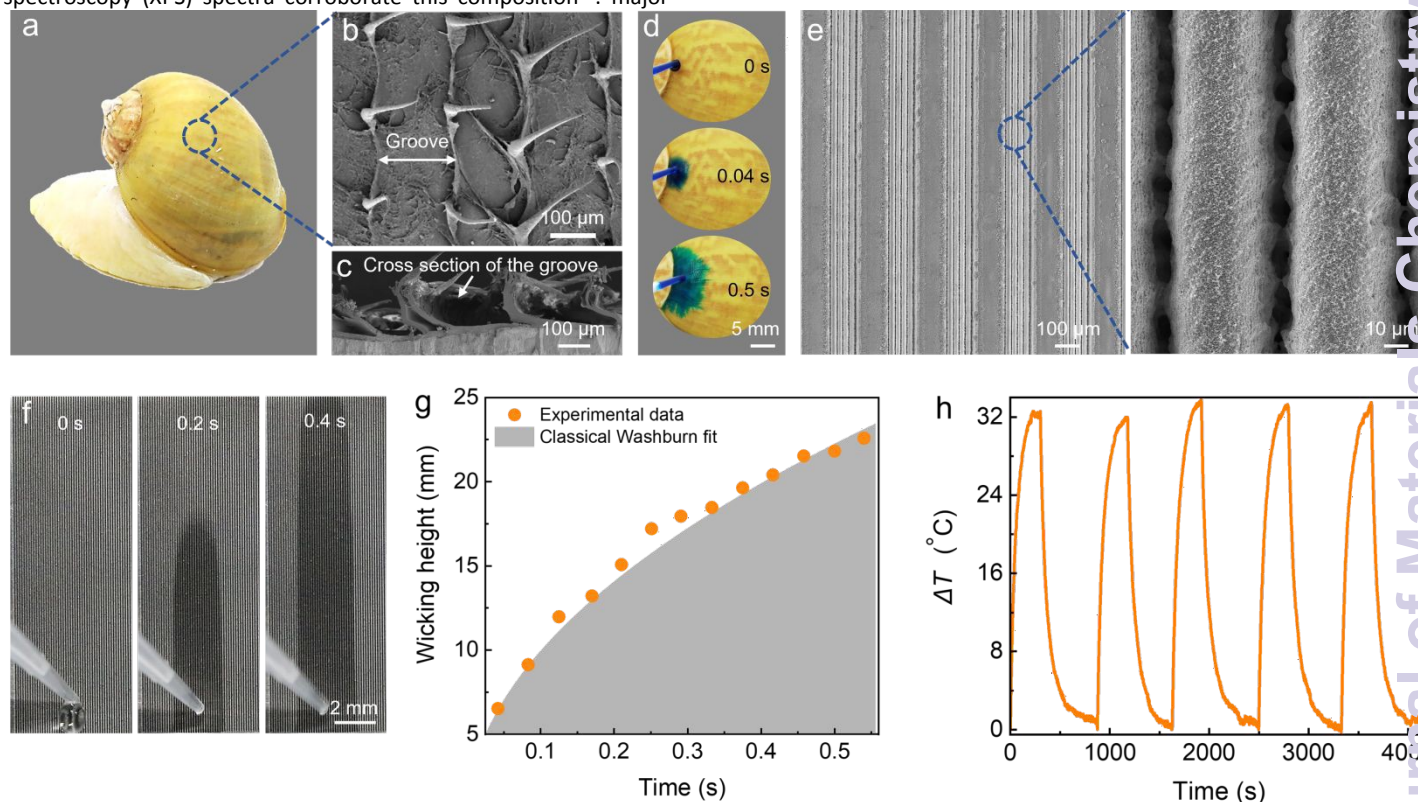 spectroscopy (XPS) spectra corroborate this composition . major
a
b
Groove
100 μm
c
Cross section of the groove
100 μm
d
0 s
0.04 s
0.5 s
5 mm
e
100 μm
10 μm
f
0 s
0.2 s
0.4 s
2 mm
g
Experimental data
Classical Washburn fit
Wicking height (mm)
25
20
15
10
5
0.1 0.2 0.3 0.4 0.5
Time (s)
h
ΔT (°C)
32
24
16
8
0
0 1000 2000 3000
Time (s)
of Materials Chemistry